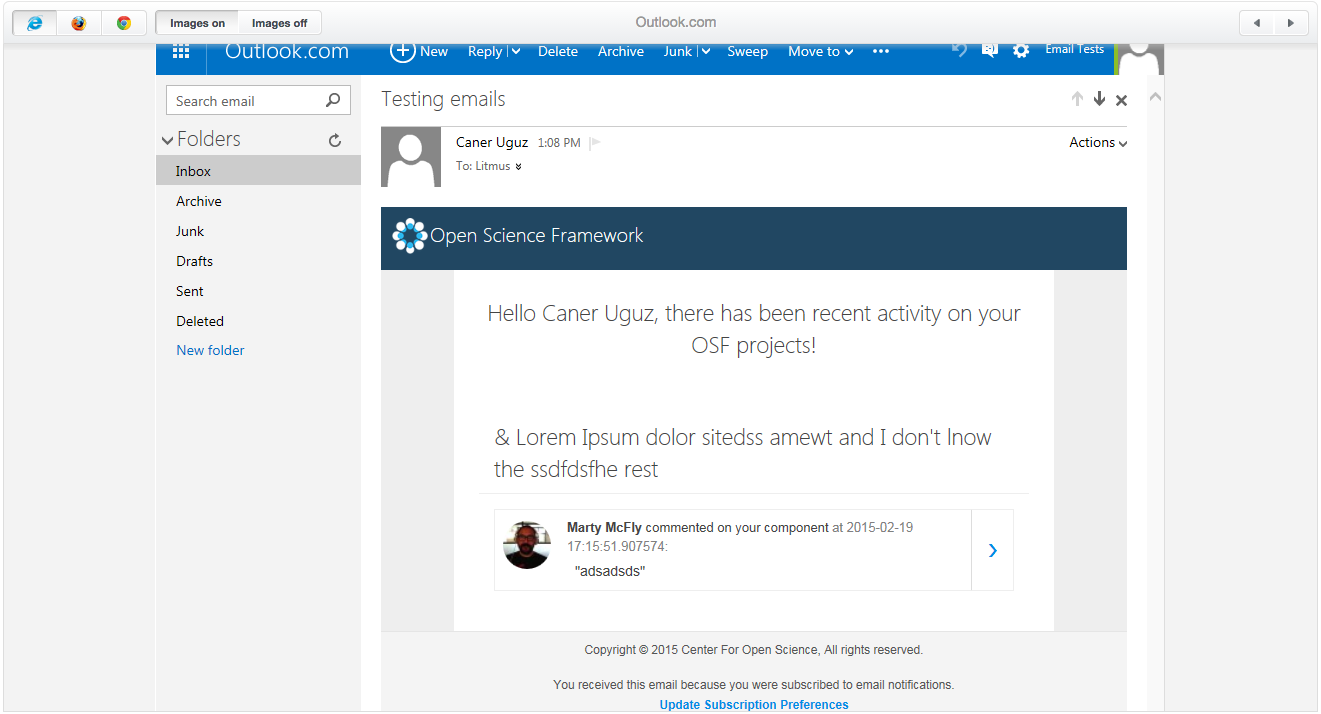 Images on Images off Outlook.com
Outlook.com New Reply Delete Archive Junk Sweep Move to ••• Email Tests
Search email
Folders
Inbox
Archive
Junk
Drafts
Sent
Deleted
New folder
Testing emails
Caner Uguz 1:08 PM Actions
To: Litmus
Open Science Framework
Hello Caner Uguz, there has been recent activity on your
OSF projects!
& Lorem Ipsum dolor sitedss amewt and I don't lnow
the ssdfdsfhe rest
Marty McFly commented on your component at 2015-02-19
17:15:51.907574:
"adsadsds"
Copyright © 2015 Center For Open Science, All rights reserved.
You received this email because you were subscribed to email notifications.
Update Subscription Preferences